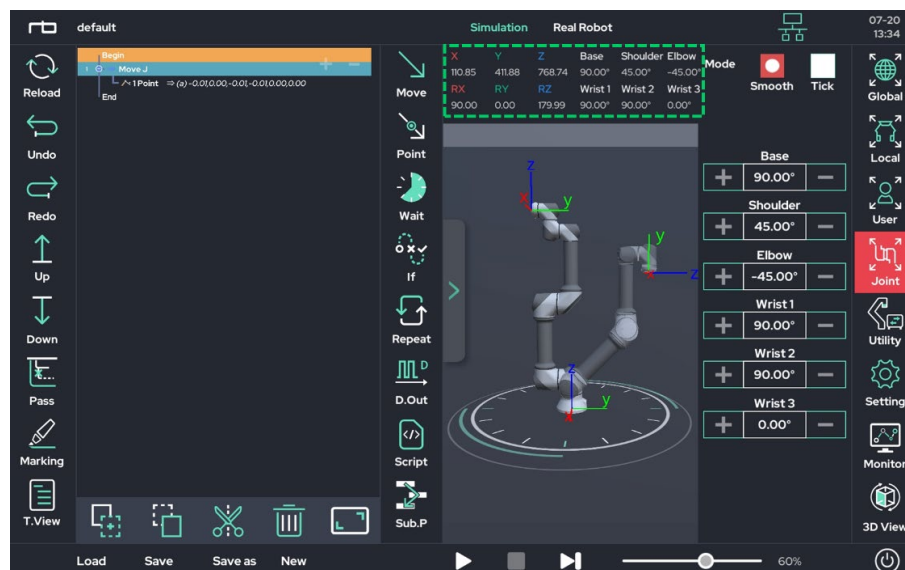 default
Simulation
Real Robot
07-20
13:34
Reload
Undo
Redo
Up
Down
Pass
Marking
T.View
Begin
1
Move J
1 Point ⇒ (a) -0.01,0.00,-0.01,-0.01,0.00,0.00
End
Move
Point
Wait
If
Repeat
D
D.Out
Script
Sub.P
X Y Z Base Shoulder Elbow
110.85 411.88 768.74 90.00° 45.00° -45.00°
RX RY RZ Wrist 1 Wrist 2 Wrist 3
90.00 0.00 179.99 90.00° 90.00° 0.00°
z
x
y
y
z
z
y
x
Mode
Smooth
Tick
Base
90.00°
Shoulder
45.00°
Elbow
-45.00°
Wrist 1
90.00°
Wrist 2
90.00°
Wrist 3
0.00°
Global
Local
User
Joint
Utility
Setting
Monitor
3D View
Load
Save
Save as
New
60%